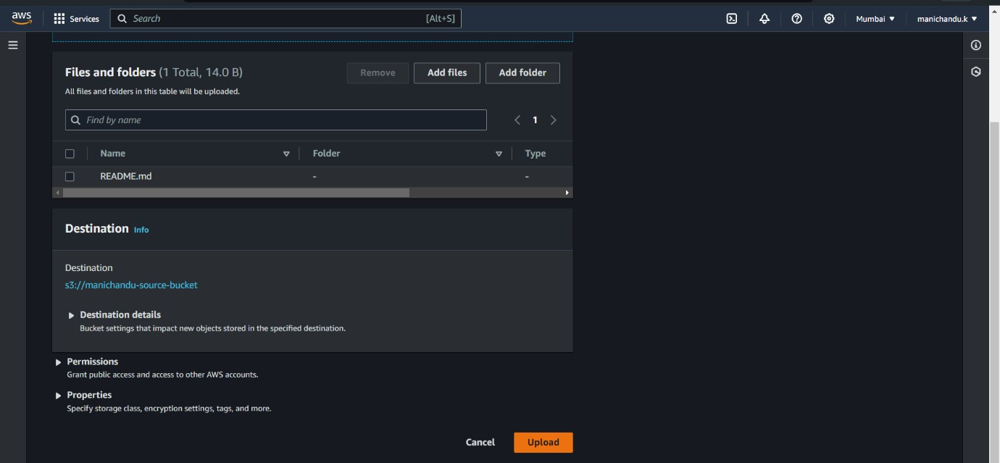 aws
Services
Search
[Alt+S]
Mumbai
manichandu.k
Files and folders (1 Total, 14.0 B)
Remove
Add files
Add folder
All files and folders in this table will be uploaded.
Find by name
1
Name
Folder
Type
README.md
-
-
Destination Info
Destination
s3://manichandu-source-bucket
Destination details
Bucket settings that impact new objects stored in the specified destination.
Permissions
Grant public access and access to other AWS accounts.
Properties
Specify storage class, encryption settings, tags, and more.
Cancel
Upload